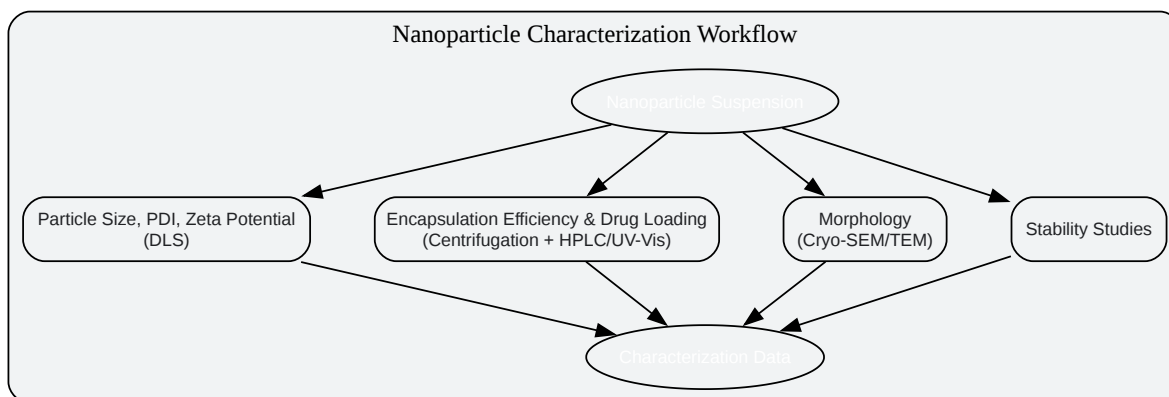 Nanoparticle Characterization Workflow
Nanoparticle Suspension
Particle Size, PDI, Zeta Potential
(DLS)
Encapsulation Efficiency & Drug Loading
(Centrifugation + HPLC/UV-Vis)
Morphology
(Cryo-SEM/TEM)
Stability Studies
Characterization Data